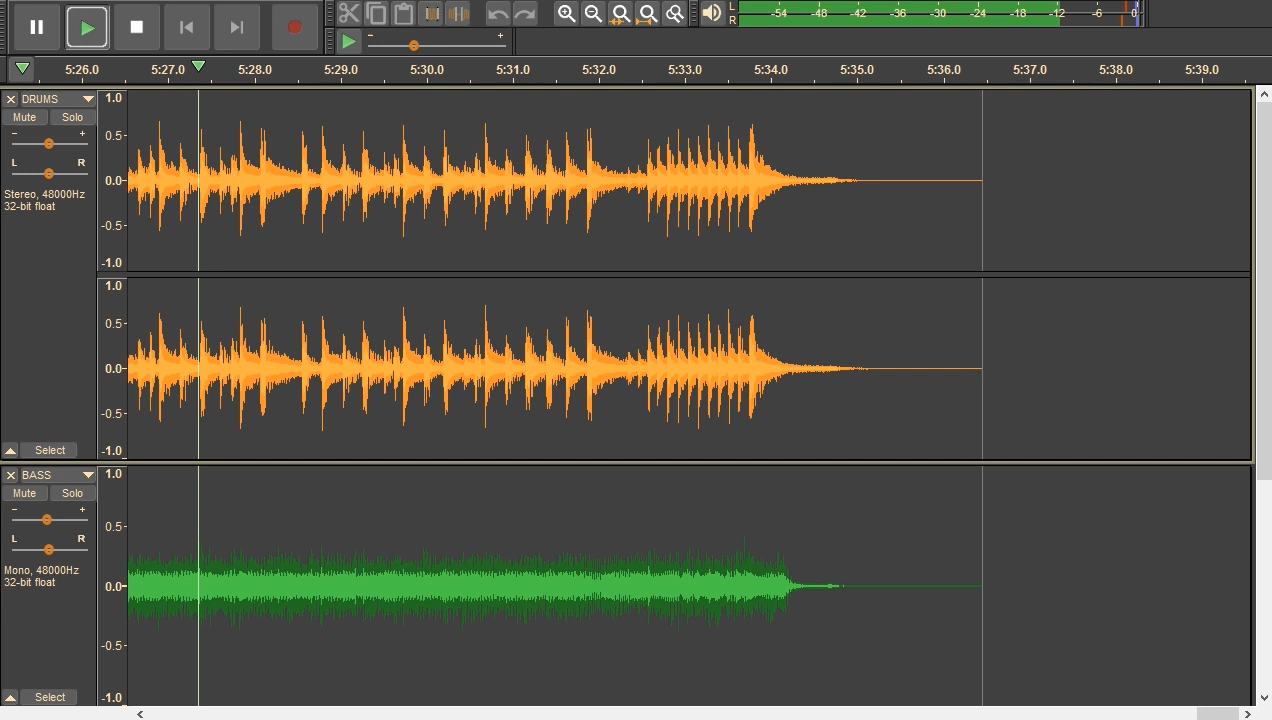 L -54 -48 -42 -36 -30 -24 -18 -12 -6 0
R
- +
5:26.0 5:27.0 5:28.0 5:29.0 5:30.0 5:31.0 5:32.0 5:33.0 5:34.0 5:35.0 5:36.0 5:37.0 5:38.0 5:39.0
DRUMS
Mute Solo
- +
L R
Stereo, 48000Hz
32-bit float
Select
1.0
0.5
0.0
-0.5
-1.0
1.0
0.5
0.0
-0.5
-1.0
BASS
Mute Solo
- +
L R
Mono, 48000Hz
32-bit float
Select
1.0
0.5
0.0
-0.5
-1.0